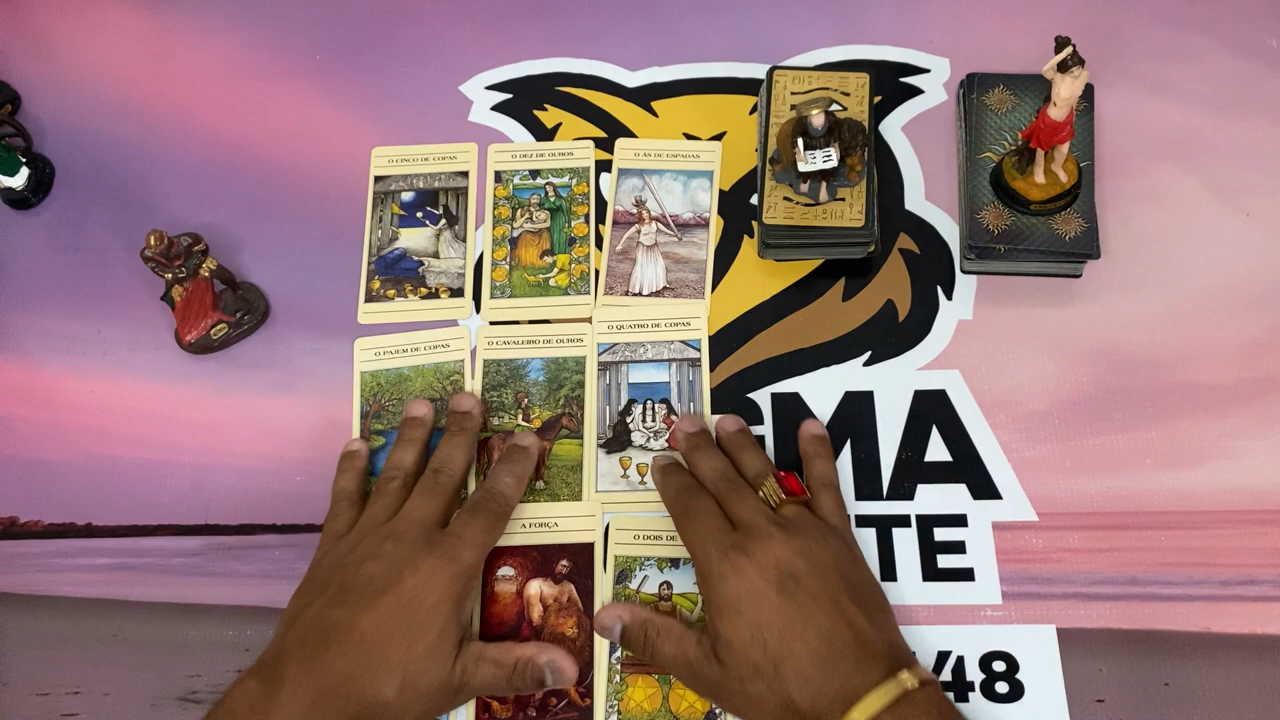 O CINCO DE COPAS
O DEZ DE OUROS
O ÁS DE ESPADAS
O PAJEM DE COPAS
O CAVALEIRO DE OUROS
O QUATRO DE COPAS
A FORÇA
O DOIS DE
GMA
TE
48